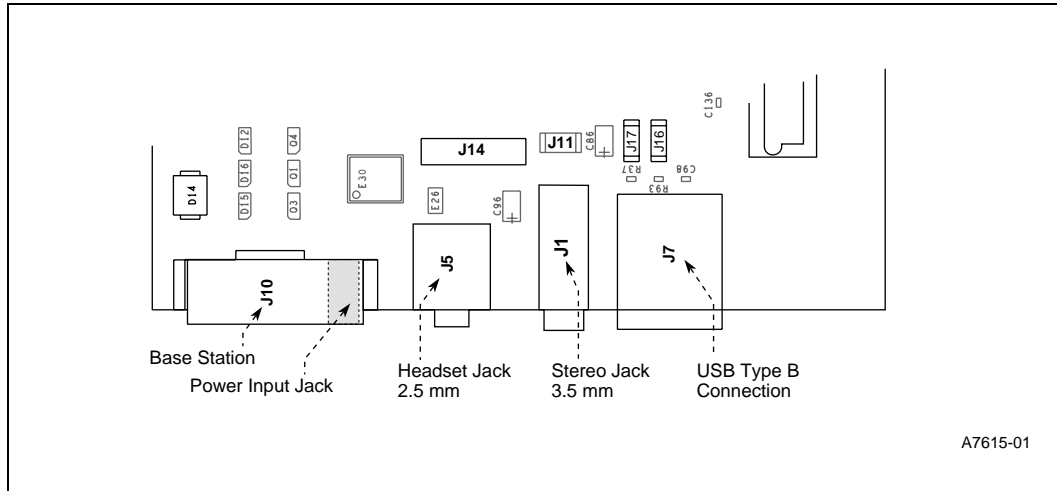 C136
D12
Q4
C86
J17
J16
J11
J14
D16
Q1
E30
R37
R93
C98
D14
D15
Q3
E26
C96
J10
J5
J1
J7
Base Station
Power Input Jack
Headset Jack
2.5 mm
Stereo Jack
3.5 mm
USB Type B
Connection
A7615-01